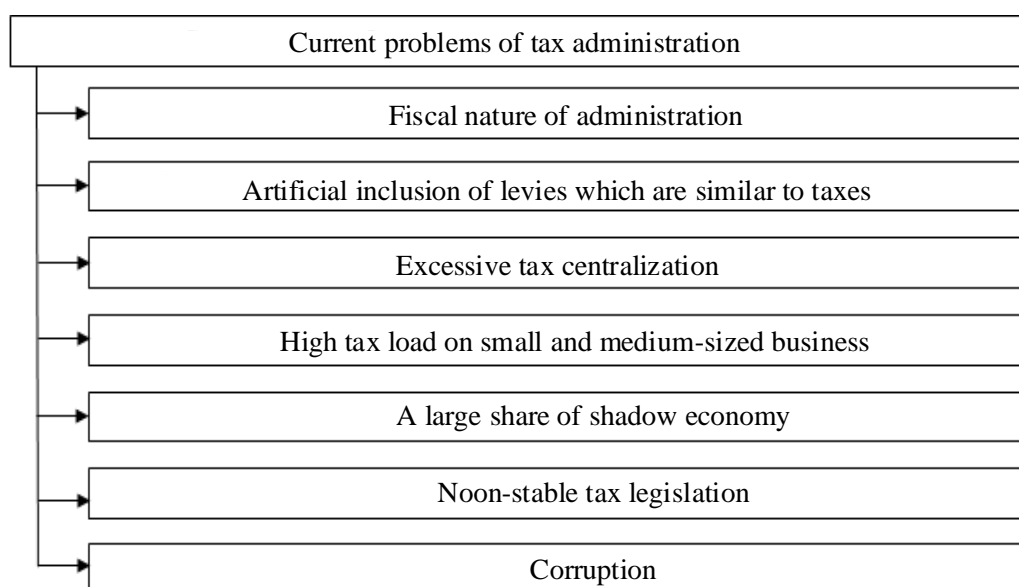 Current problems of tax administration
Fiscal nature of administration
Artificial inclusion of levies which are similar to taxes
Excessive tax centralization
High tax load on small and medium-sized business
A large share of shadow economy
Noon-stable tax legislation
Corruption